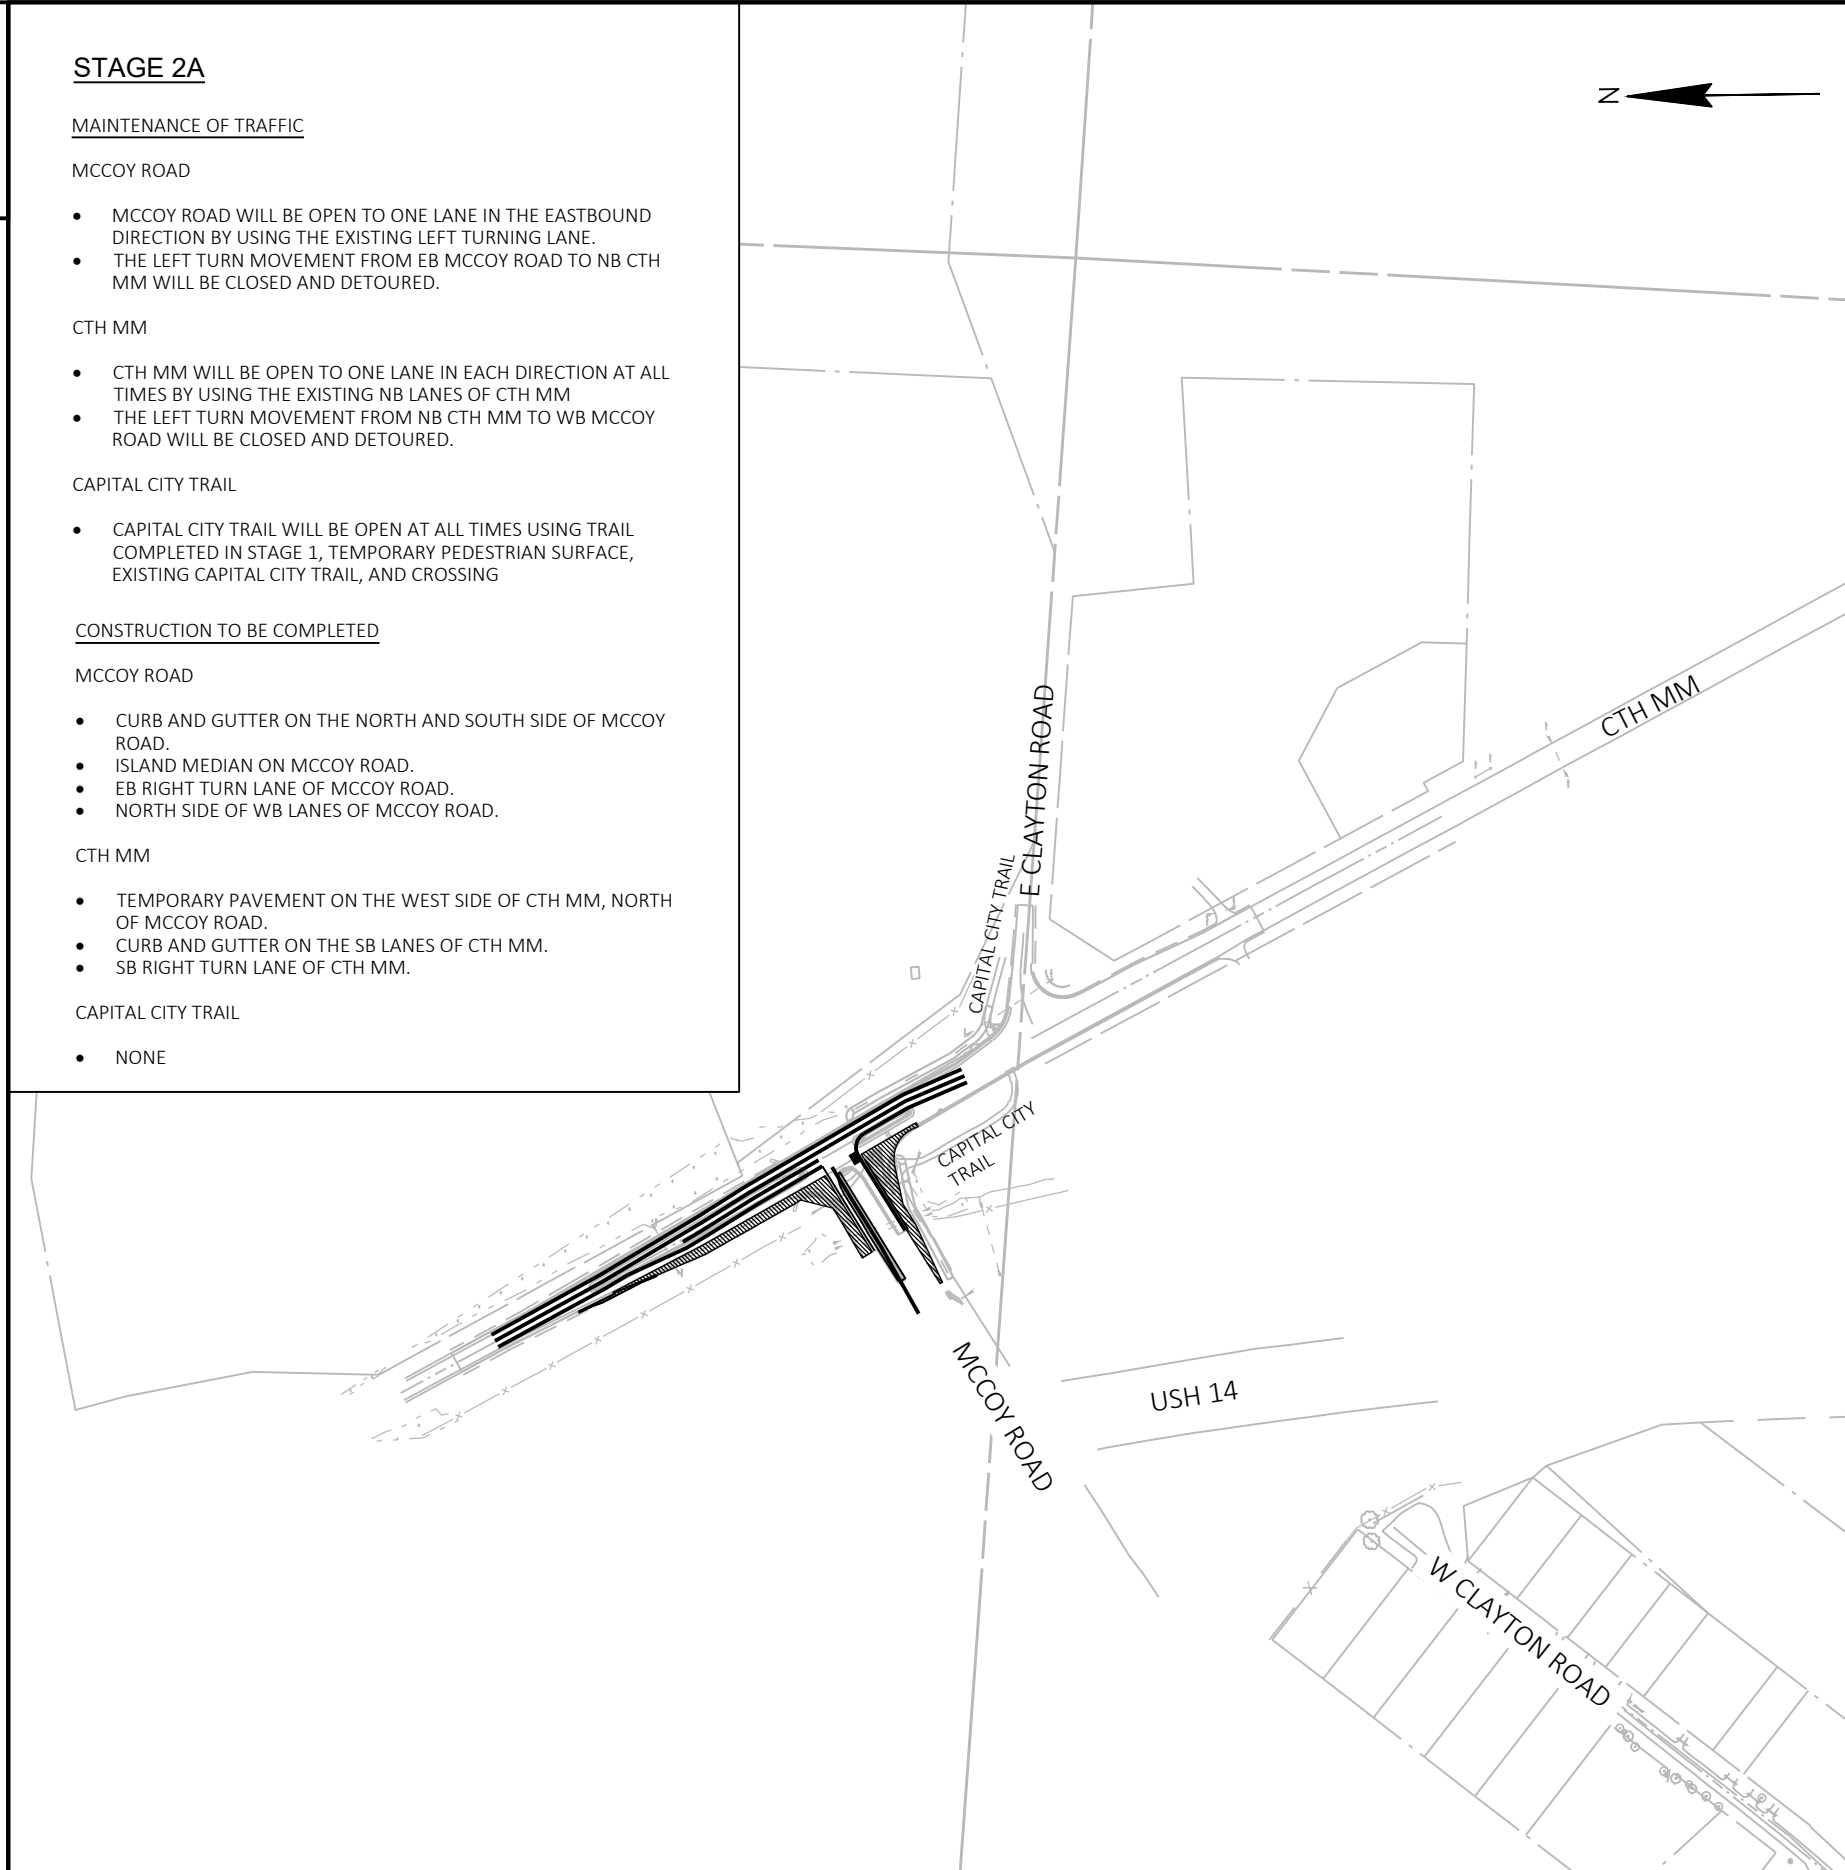 STAGE 2A
MAINTENANCE OF TRAFFIC
MCCOY ROAD
• MCCOY ROAD WILL BE OPEN TO ONE LANE IN THE EASTBOUND
DIRECTION BY USING THE EXISTING LEFT TURNING LANE.
• THE LEFT TURN MOVEMENT FROM EB MCCOY ROAD TO NB CTH
MM WILL BE CLOSED AND DETOURED.
CTH MM
• CTH MM WILL BE OPEN TO ONE LANE IN EACH DIRECTION AT ALL
TIMES BY USING THE EXISTING NB LANES OF CTH MM
• THE LEFT TURN MOVEMENT FROM NB CTH MM TO WB MCCOY
ROAD WILL BE CLOSED AND DETOURED.
CAPITAL CITY TRAIL
• CAPITAL CITY TRAIL WILL BE OPEN AT ALL TIMES USING TRAIL
COMPLETED IN STAGE 1, TEMPORARY PEDESTRIAN SURFACE,
EXISTING CAPITAL CITY TRAIL, AND CROSSING
CONSTRUCTION TO BE COMPLETED
MCCOY ROAD
• CURB AND GUTTER ON THE NORTH AND SOUTH SIDE OF MCCOY
ROAD.
• ISLAND MEDIAN ON MCCOY ROAD.
• EB RIGHT TURN LANE OF MCCOY ROAD.
• NORTH SIDE OF WB LANES OF MCCOY ROAD.
CTH MM
• TEMPORARY PAVEMENT ON THE WEST SIDE OF CTH MM, NORTH
OF MCCOY ROAD.
• CURB AND GUTTER ON THE SB LANES OF CTH MM.
• SB RIGHT TURN LANE OF CTH MM.
CAPITAL CITY TRAIL
• NONE
N
CTH MM
E CLAYTON ROAD
CAPITAL CITY TRAIL
CAPITAL CITY
TRAIL
MCCOY ROAD
USH 14
W CLAYTON ROAD